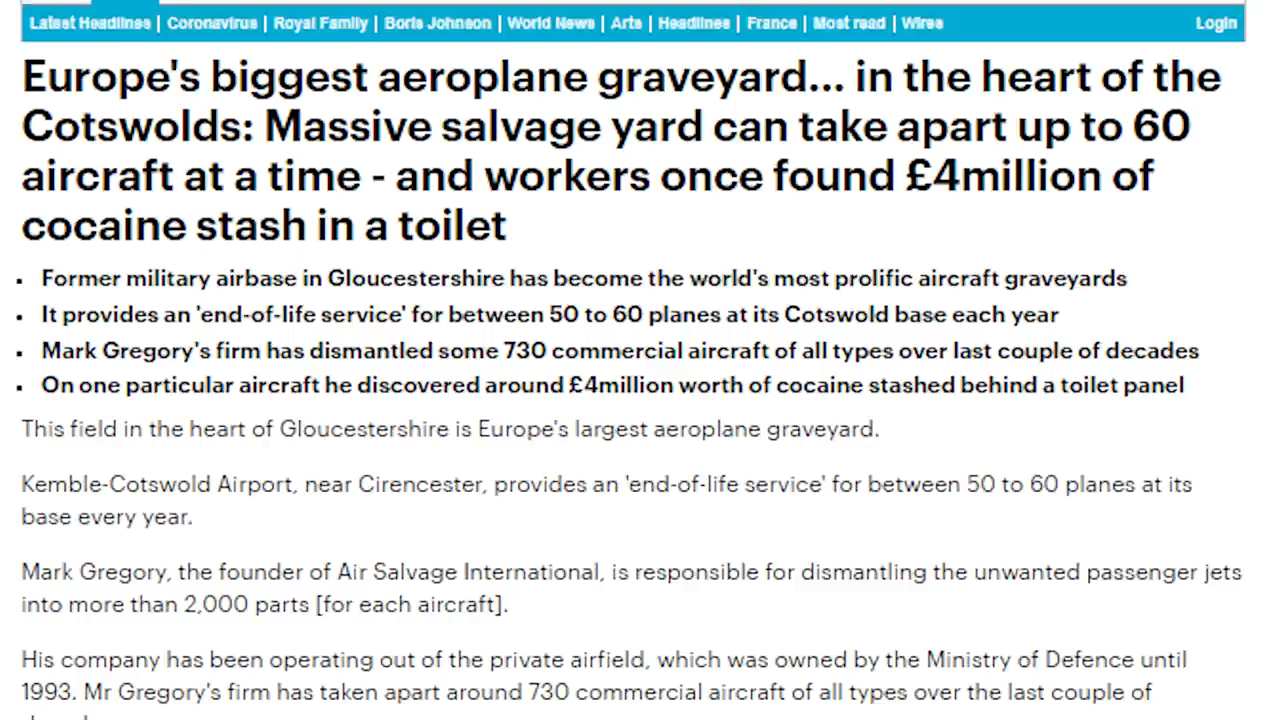 Latest Headlines | Coronavirus | Royal Family | Boris Johnson | World News | Arts | Headlines | France | Most read | Wires Login
Europe's biggest aeroplane graveyard... in the heart of the
Cotswolds: Massive salvage yard can take apart up to 60
aircraft at a time - and workers once found £4million of
cocaine stash in a toilet
▪ Former military airbase in Gloucestershire has become the world's most prolific aircraft graveyards
▪ It provides an 'end-of-life service' for between 50 to 60 planes at its Cotswold base each year
▪ Mark Gregory's firm has dismantled some 730 commercial aircraft of all types over last couple of decades
▪ On one particular aircraft he discovered around £4million worth of cocaine stashed behind a toilet panel
This field in the heart of Gloucestershire is Europe's largest aeroplane graveyard.
Kemble-Cotswold Airport, near Cirencester, provides an 'end-of-life service' for between 50 to 60 planes at its
base every year.
Mark Gregory, the founder of Air Salvage International, is responsible for dismantling the unwanted passenger jets
into more than 2,000 parts [for each aircraft].
His company has been operating out of the private airfield, which was owned by the Ministry of Defence until
1993. Mr Gregory's firm has taken apart around 730 commercial aircraft of all types over the last couple of